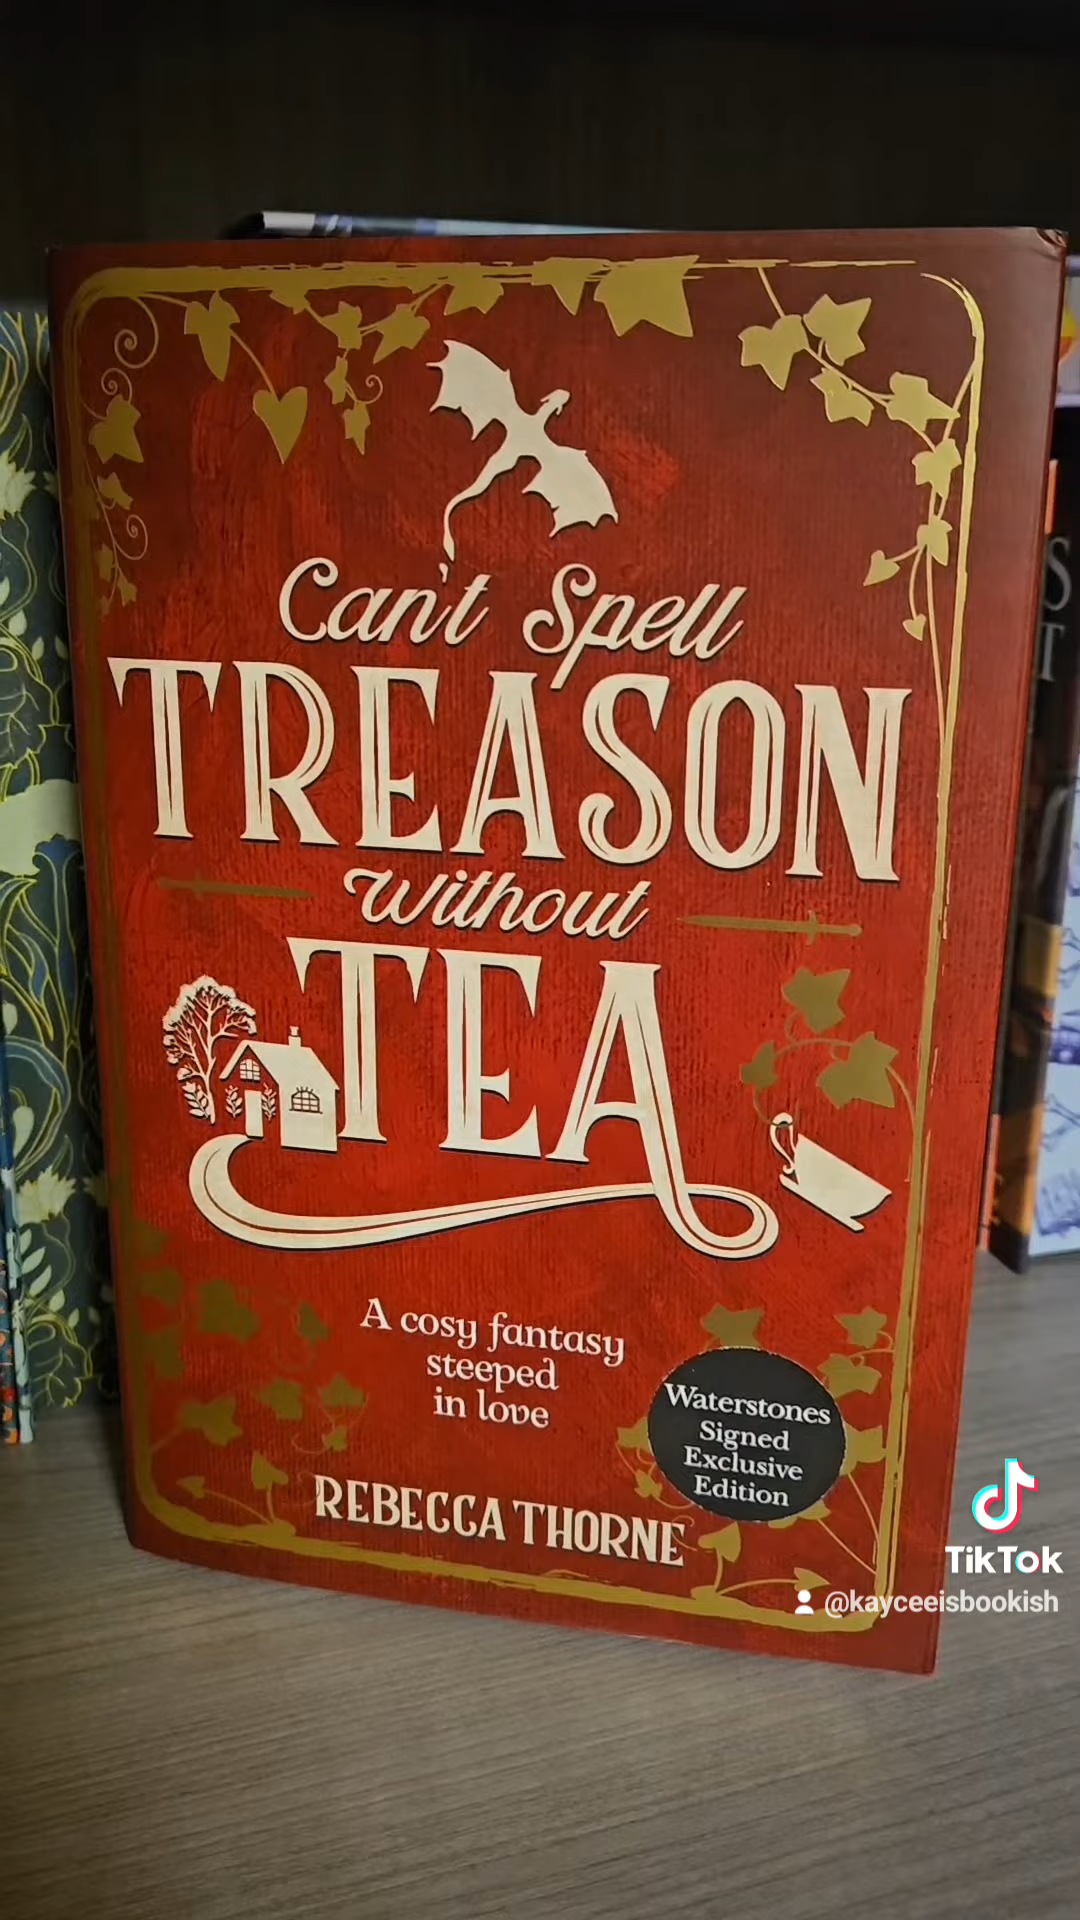 Can't Spell
TREASON
Without
TEA
A cosy fantasy
steeped
in love
Waterstones
Signed
Exclusive
Edition
REBECCA THORNE
TikTok
@kayceeisbookish
S
T